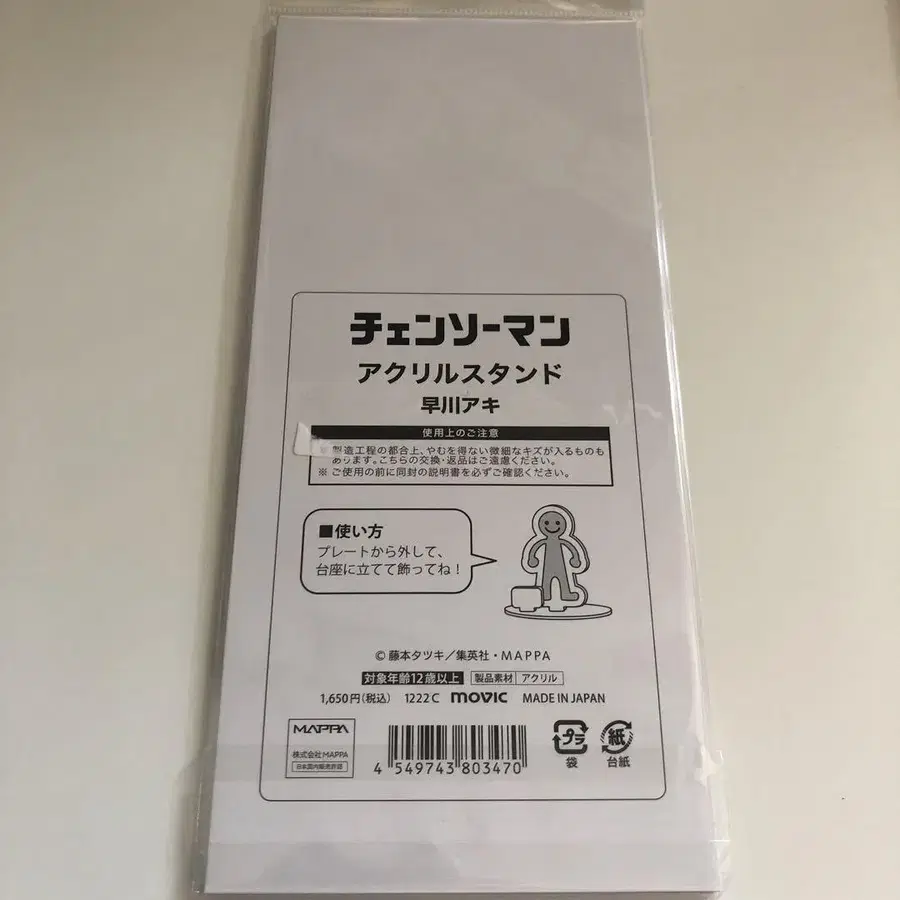 チェンソーマン
アクリルスタンド
早川アキ
使用上のご注意
※ 製造工程の都合上、やむを得ない微細なキズが入るものも
あります。こちらの交換・返品はご遠慮ください。
※ ご使用の前に同封の説明書を必ずご確認ください。
■使い方
プレートから外して、
台座に立てて飾ってね!
© 藤本タツキ/集英社・MAPPA
対象年齢12歳以上 製品素材 アクリル
1,650円(税込) 1222C movic MADE IN JAPAN
MAPPA
株式会社MAPPA
日本国内販売許諾
4 549743 803470
プラ
袋
紙
台紙